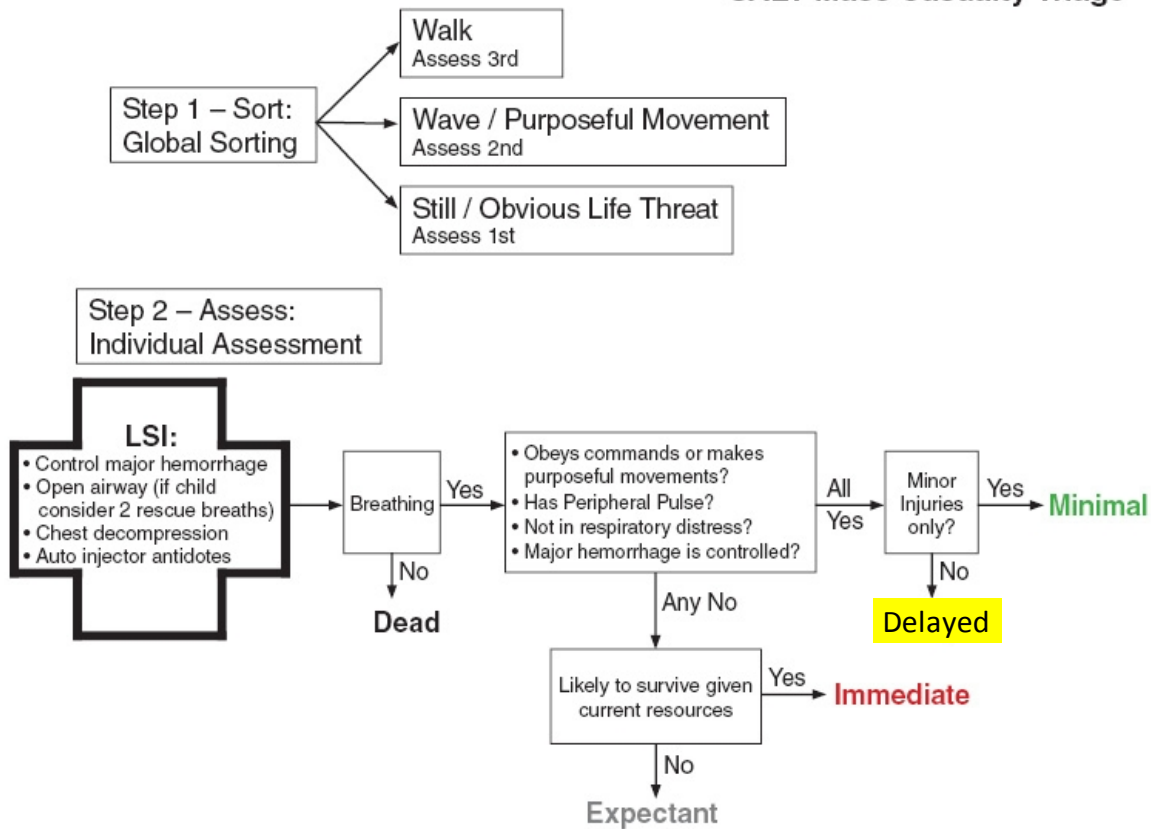 Walk
Assess 3rd
Step 1 – Sort:
Global Sorting
Wave / Purposeful Movement
Assess 2nd
Still / Obvious Life Threat
Assess 1st
Step 2 – Assess:
Individual Assessment
LSI:
• Control major hemorrhage
• Open airway (if child
consider 2 rescue breaths)
• Chest decompression
• Auto injector antidotes
Breathing
Yes
No
Dead
• Obeys commands or makes
purposeful movements?
• Has Peripheral Pulse?
• Not in respiratory distress?
• Major hemorrhage is controlled?
All
Yes
Minor
Injuries
only?
Yes
Minimal
No
Delayed
Any No
Likely to survive given
current resources
Yes
Immediate
No
Expectant